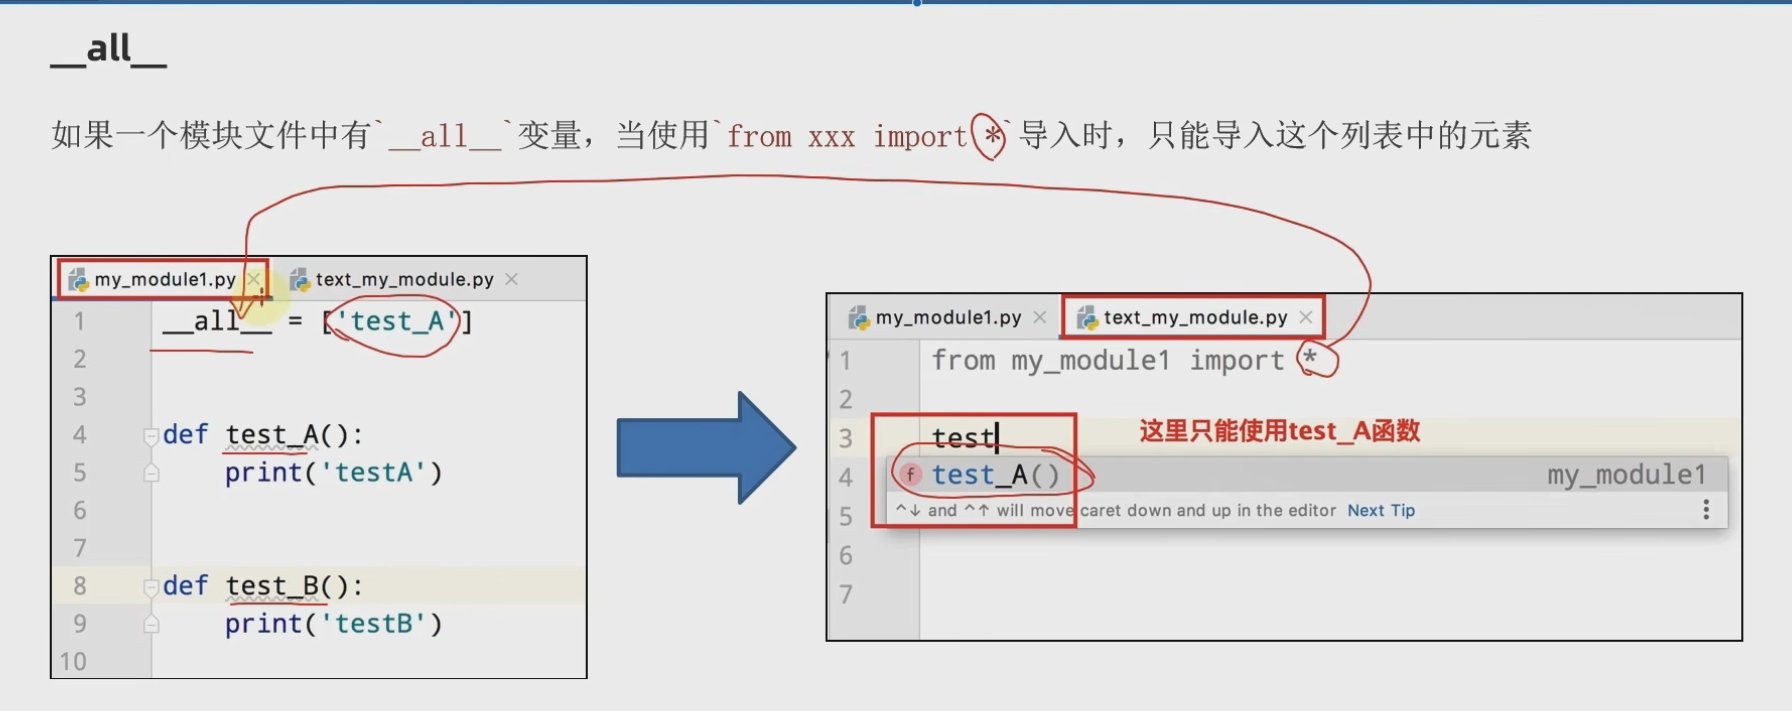 __all__
如果一个模块文件中有`__all__`变量，当使用`from xxx import *`导入时，只能导入这个列表中的元素
my_module1.py × text_my_module.py ×
1 __all__ = ['test_A']
2
3
4 def test_A():
5 print('testA')
6
7
8 def test_B():
9 print('testB')
10
my_module1.py × text_my_module.py ×
1 from my_module1 import *
2
3 test 这里只能使用test_A函数
4 f test_A() my_module1
5 ^↓ and ^↑ will move caret down and up in the editor Next Tip
6
7